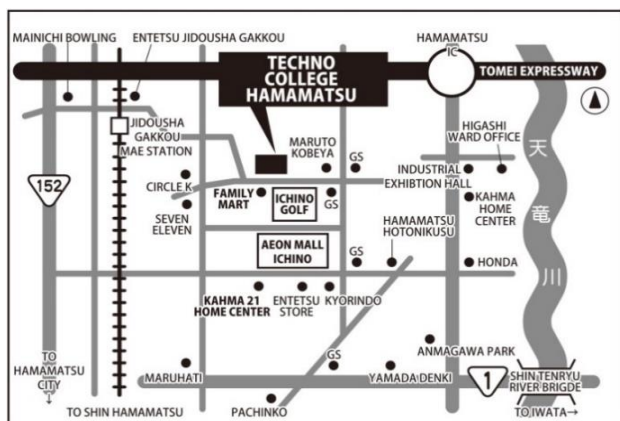 MAINICHI BOWLING
ENTETSU JIDOUSHA GAKKOU
HAMAMATSU
IC
TECHNO
COLLEGE
HAMAMATSU
TOMEI EXPRESSWAY
JIDOUSHA
GAKKOU
MAE STATION
MARUTO
KOBEYA
GS
HIGASHI
WARD OFFICE
天竜川
152
CIRCLE K
FAMILY
MART
ICHINO
GOLF
GS
INDUSTRIAL
EXHIBTION HALL
KAHMA
HOME
CENTER
SEVEN
ELEVEN
AEON MALL
ICHINO
HAMAMATSU
HOTONIKUSU
GS
HONDA
KAHMA 21
HOME CENTER
ENTETSU
STORE
KYORINDO
TO
HAMAMATSU
CITY
↓
MARUHATI
GS
YAMADA DENKI
ANMAGAWA PARK
1
SHIN TENRYU
RIVER BRIGDE
TO SHIN HAMAMATSU
PACHINKO
TO IWATA→